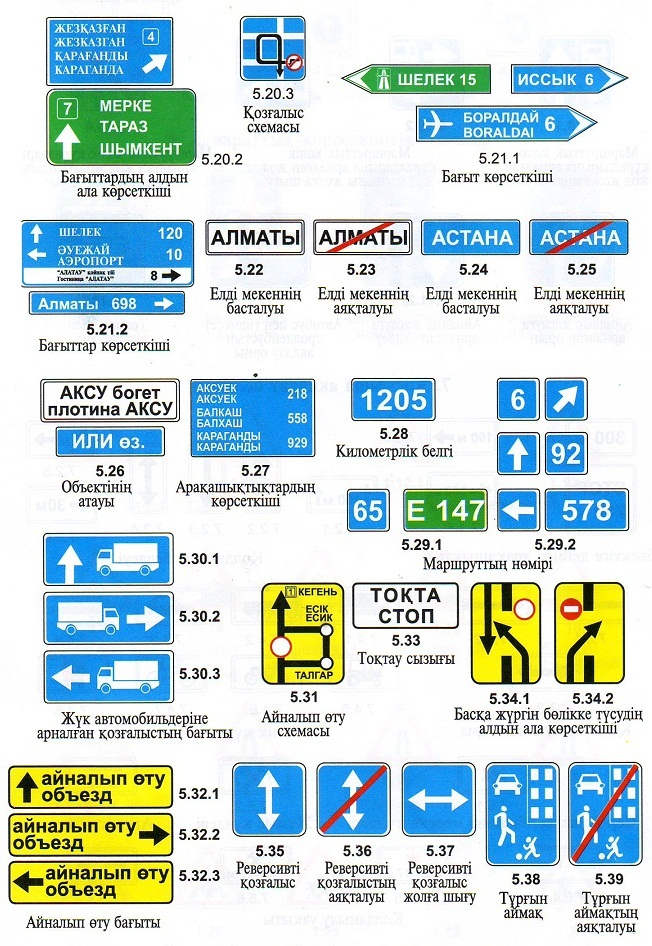 ЖЕЗҚАЗҒАН
ЖЕЗКАЗГАН
ҚАРАҒАНДЫ
КАРАГАНДА
4
7
МЕРКЕ
ТАРАЗ
ШЫМКЕНТ
5.20.2
Бағыттардың алдын
ала көрсеткіші
5.20.3
Қозғалыс
схемасы
ШЕЛЕК 15
ИССЫК 6
БОРАЛДАЙ
BORALDAI
6
5.21.1
Бағыт көрсеткіші
ШЕЛЕК 120
ӘУЕЖАЙ
АЭРОПОРТ
10
"АЛАТАУ" қонақ үйі
Гостиница "АЛАТАУ"
8
Алматы 698
5.21.2
Бағыттар көрсеткіші
АЛМАТЫ
5.22
Елді мекеннің
басталуы
АЛМАТЫ
5.23
Елді мекеннің
аяқталуы
АСТАНА
5.24
Елді мекеннің
басталуы
АСТАНА
5.25
Елді мекеннің
аяқталуы
АКСУ богет
плотина АКСУ
ИЛИ өз.
5.26
Объектінің
атауы
АКСУЕК
АКСУЕК
218
БАЛКАШ
БАЛХАШ
558
КАРАГАНДЫ
КАРАГАНДЫ
929
5.27
Арақашықтықтардың
көрсеткіші
1205
5.28
Километрлік белгі
6
92
65
E 147
578
5.29.1
5.29.2
Маршруттың нөмірі
5.30.1
5.30.2
5.30.3
Жүк автомобильдеріне
арналған қозғалыстың бағыты
1
КЕГЕНЬ
ЕСІК
ЕСИК
ТАЛГАР
5.31
Айналып өту
схемасы
ТОҚТА
СТОП
5.33
Тоқтау сызығы
5.34.1
5.34.2
Басқа жүргін бөлікке түсудің
алдын ала көрсеткіші
айналып өту
объезд
5.32.1
айналып өту
объезд
5.32.2
айналып өту
объезд
5.32.3
Айналып өту бағыты
5.35
Реверсивті
қозғалыс
5.36
Реверсивті
қозғалыстың
аяқталуы
5.37
Реверсивті
қозғалыс
жолға шығу
5.38
Тұрғын
аймақ
5.39
Тұрғын
аймақтың
аяқталуы